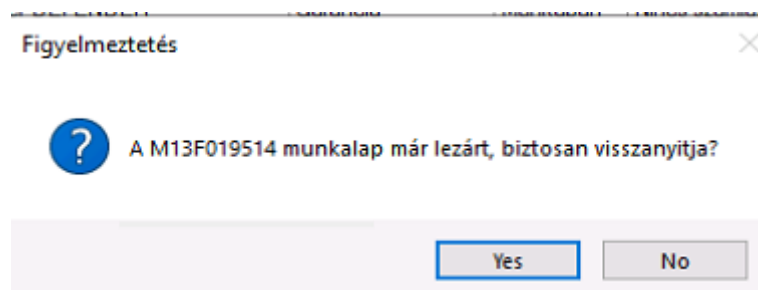 Figyelmeztetés
A M13F019514 munkalap már lezárt, biztosan visszanyitja?
Yes
No